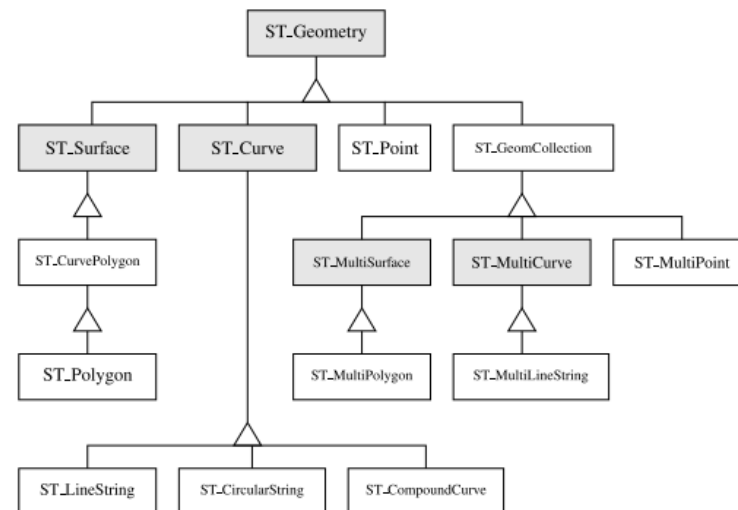 ST_Geometry
ST_Surface
ST_Curve
ST_Point
ST_GeomCollection
ST_CurvePolygon
ST_MultiSurface
ST_MultiCurve
ST_MultiPoint
ST_Polygon
ST_MultiPolygon
ST_MultiLineString
ST_LineString
ST_CircularString
ST_CompoundCurve